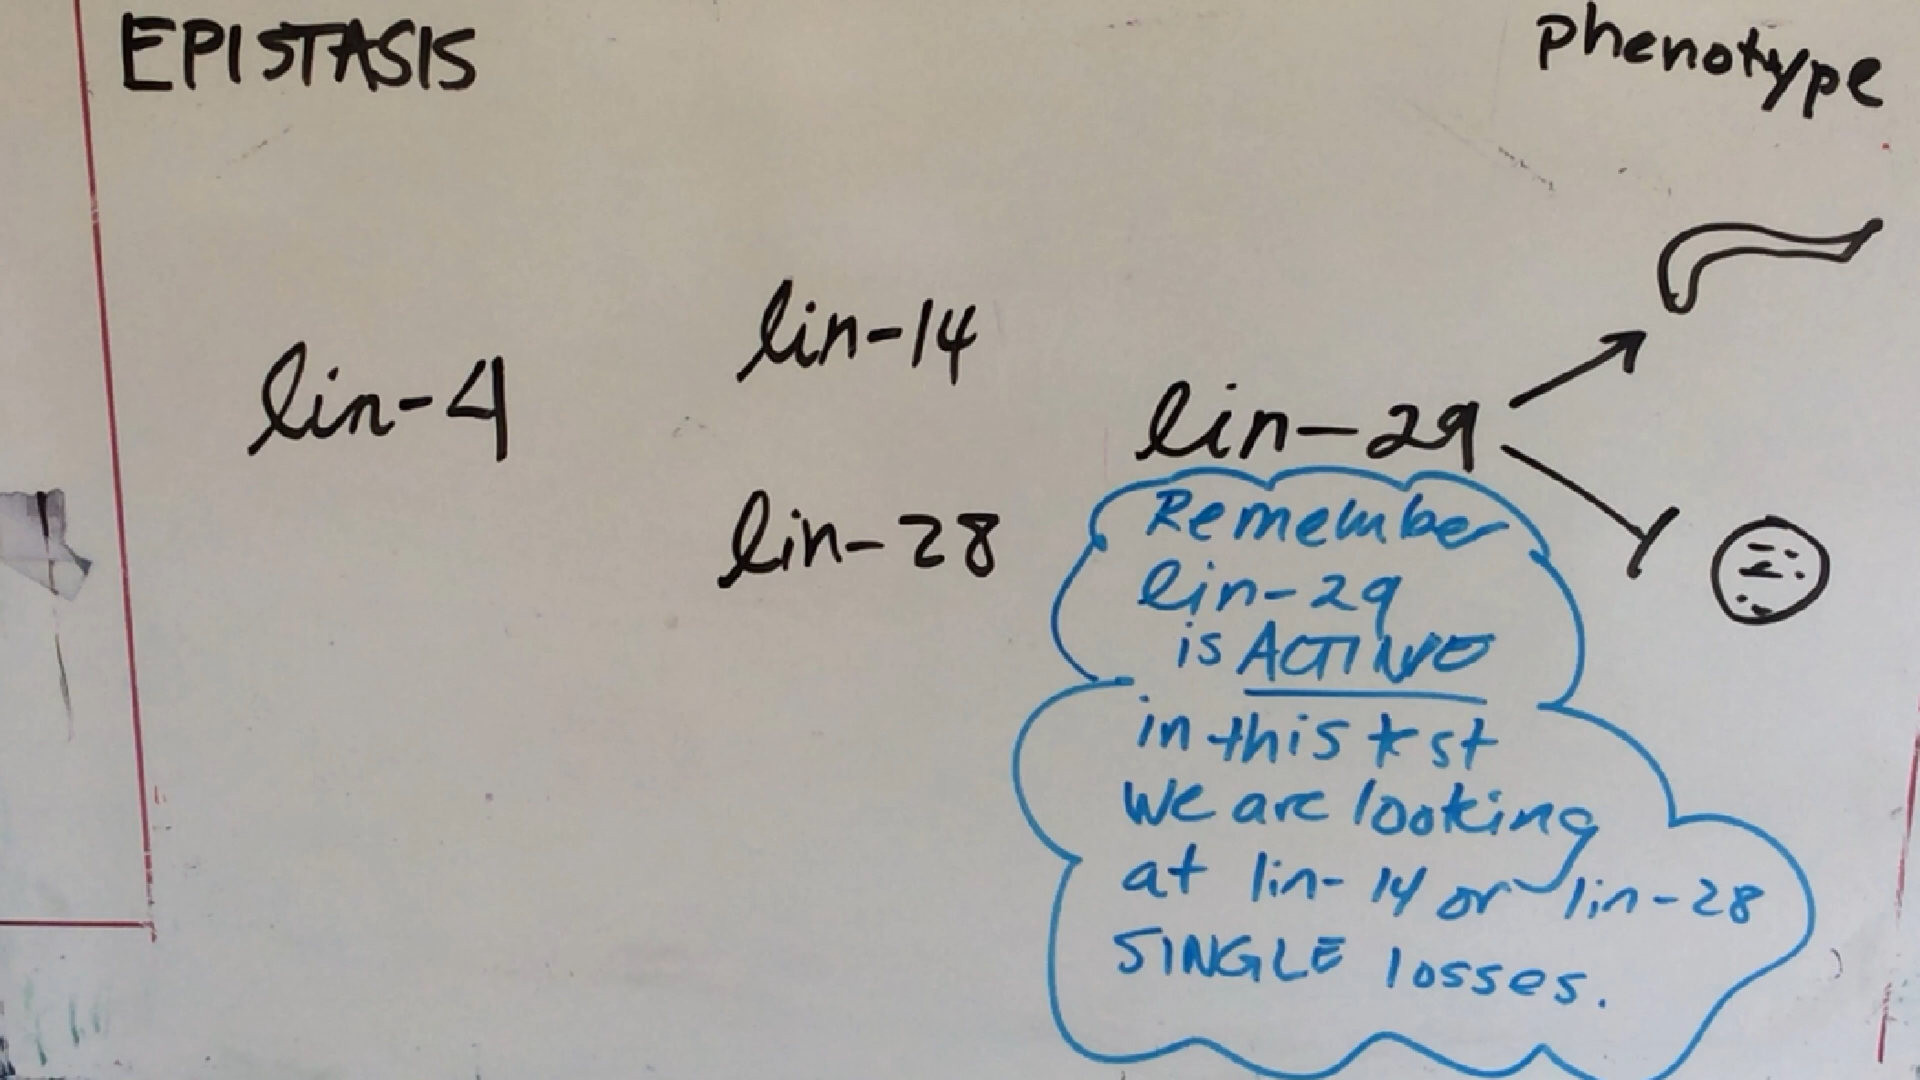 EPISTASIS
phenotype
lin-14
lin-4
lin-29
lin-28
Remember
lin-29
is ACTIVE
in this test
we are looking
at lin-14 or lin-28
SINGLE losses.